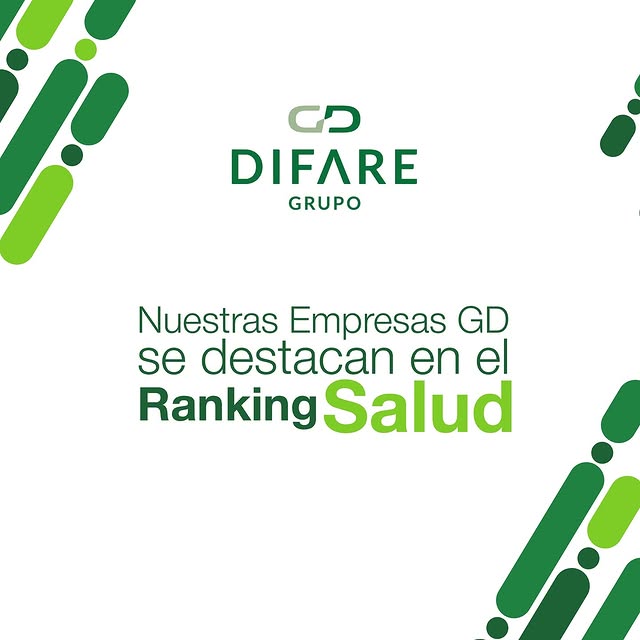 GD
DIFARE
GRUPO
Nuestras Empresas GD
se destacan en el
Ranking Salud